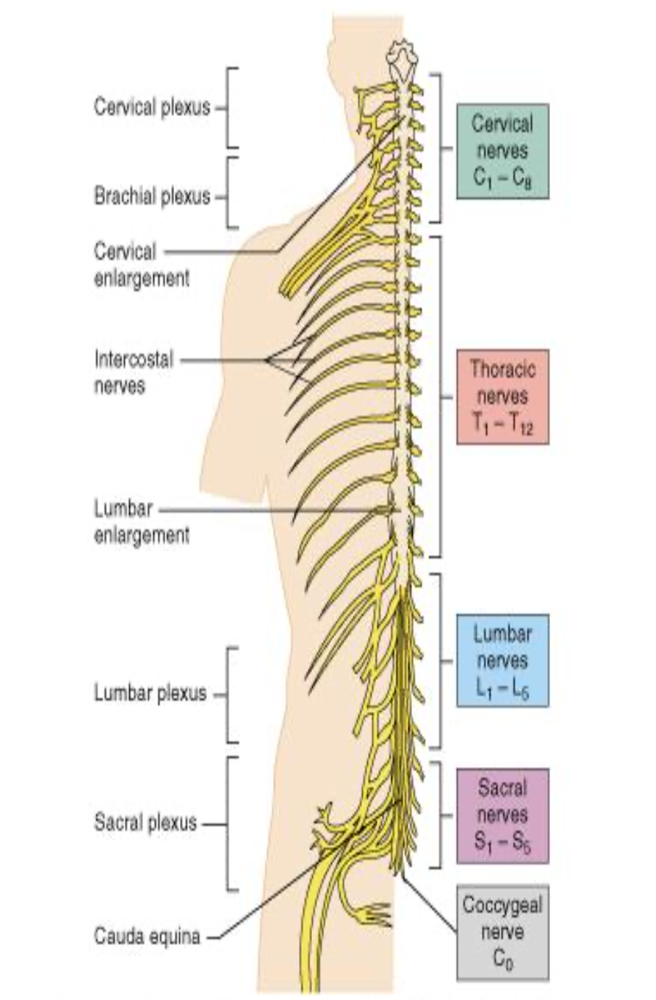 Cervical plexus
Brachial plexus
Cervical
enlargement
Intercostal
nerves
Lumbar
enlargement
Lumbar plexus
Sacral plexus
Cauda equina
Cervical
nerves
C₁ – C₈
Thoracic
nerves
T₁ – T₁₂
Lumbar
nerves
L₁ – L₅
Sacral
nerves
S₁ – S₅
Coccygeal
nerve
C₀